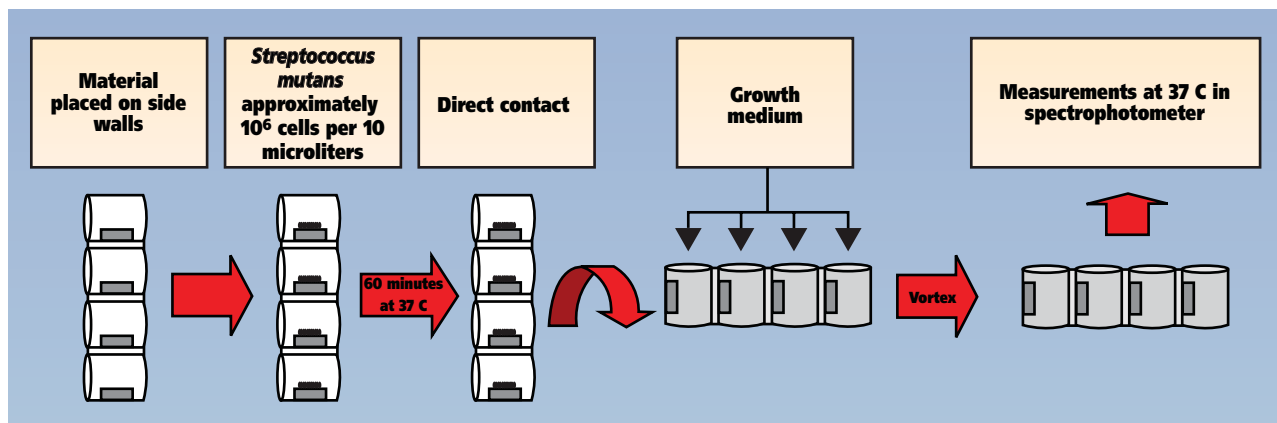 Material
placed on side
walls
Streptococcus
mutans
approximately
10⁶ cells per 10
microliters
Direct contact
Growth
medium
Measurements at 37 C in
spectrophotometer
60 minutes
at 37 C
Vortex